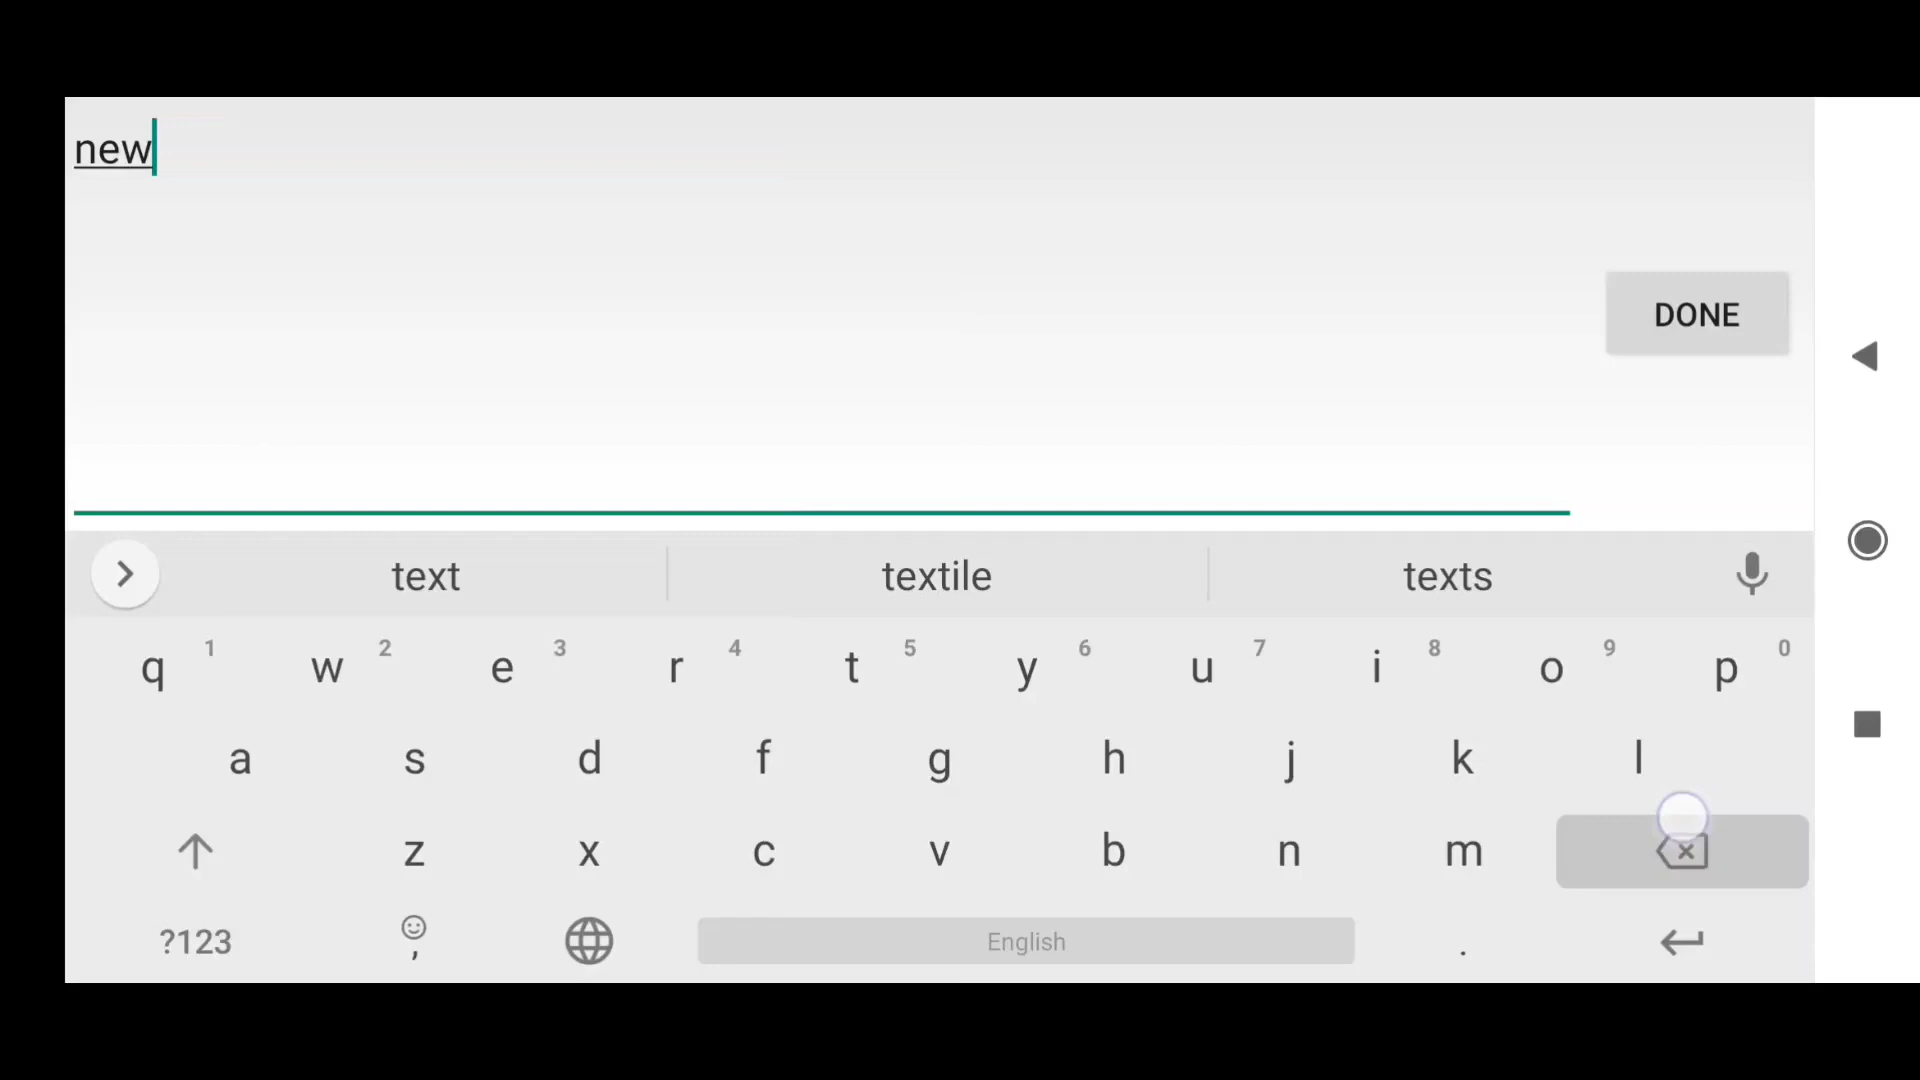 new
DONE
text textile texts
q 1 w 2 e 3 r 4 t 5 y 6 u 7 i 8 o 9 p 0
a s d f g h j k l
z x c v b n m
?123 , English .